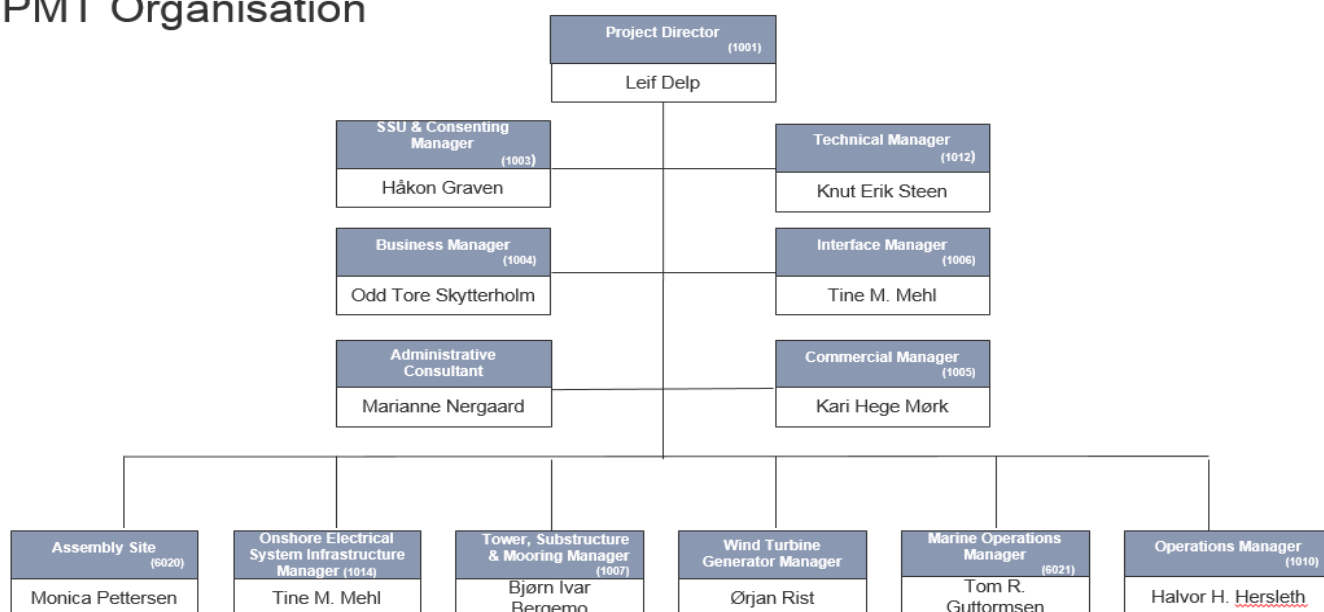 PMT Organisation
Project Director
(1001)
Leif Delp
SSU & Consenting
Manager
(1003)
Håkon Graven
Technical Manager
(1012)
Knut Erik Steen
Business Manager
(1004)
Odd Tore Skytterholm
Interface Manager
(1006)
Tine M. Mehl
Administrative
Consultant
Marianne Nergaard
Commercial Manager
(1005)
Kari Hege Mørk
Assembly Site
(6020)
Monica Pettersen
Onshore Electrical
System Infrastructure
Manager (1014)
Tine M. Mehl
Tower, Substructure
& Mooring Manager
(1007)
Bjørn Ivar
Bergemo
Wind Turbine
Generator Manager
Ørjan Rist
Marine Operations
Manager
(6021)
Tom R.
Guttormsen
Operations Manager
(1010)
Halvor H. Hersleth